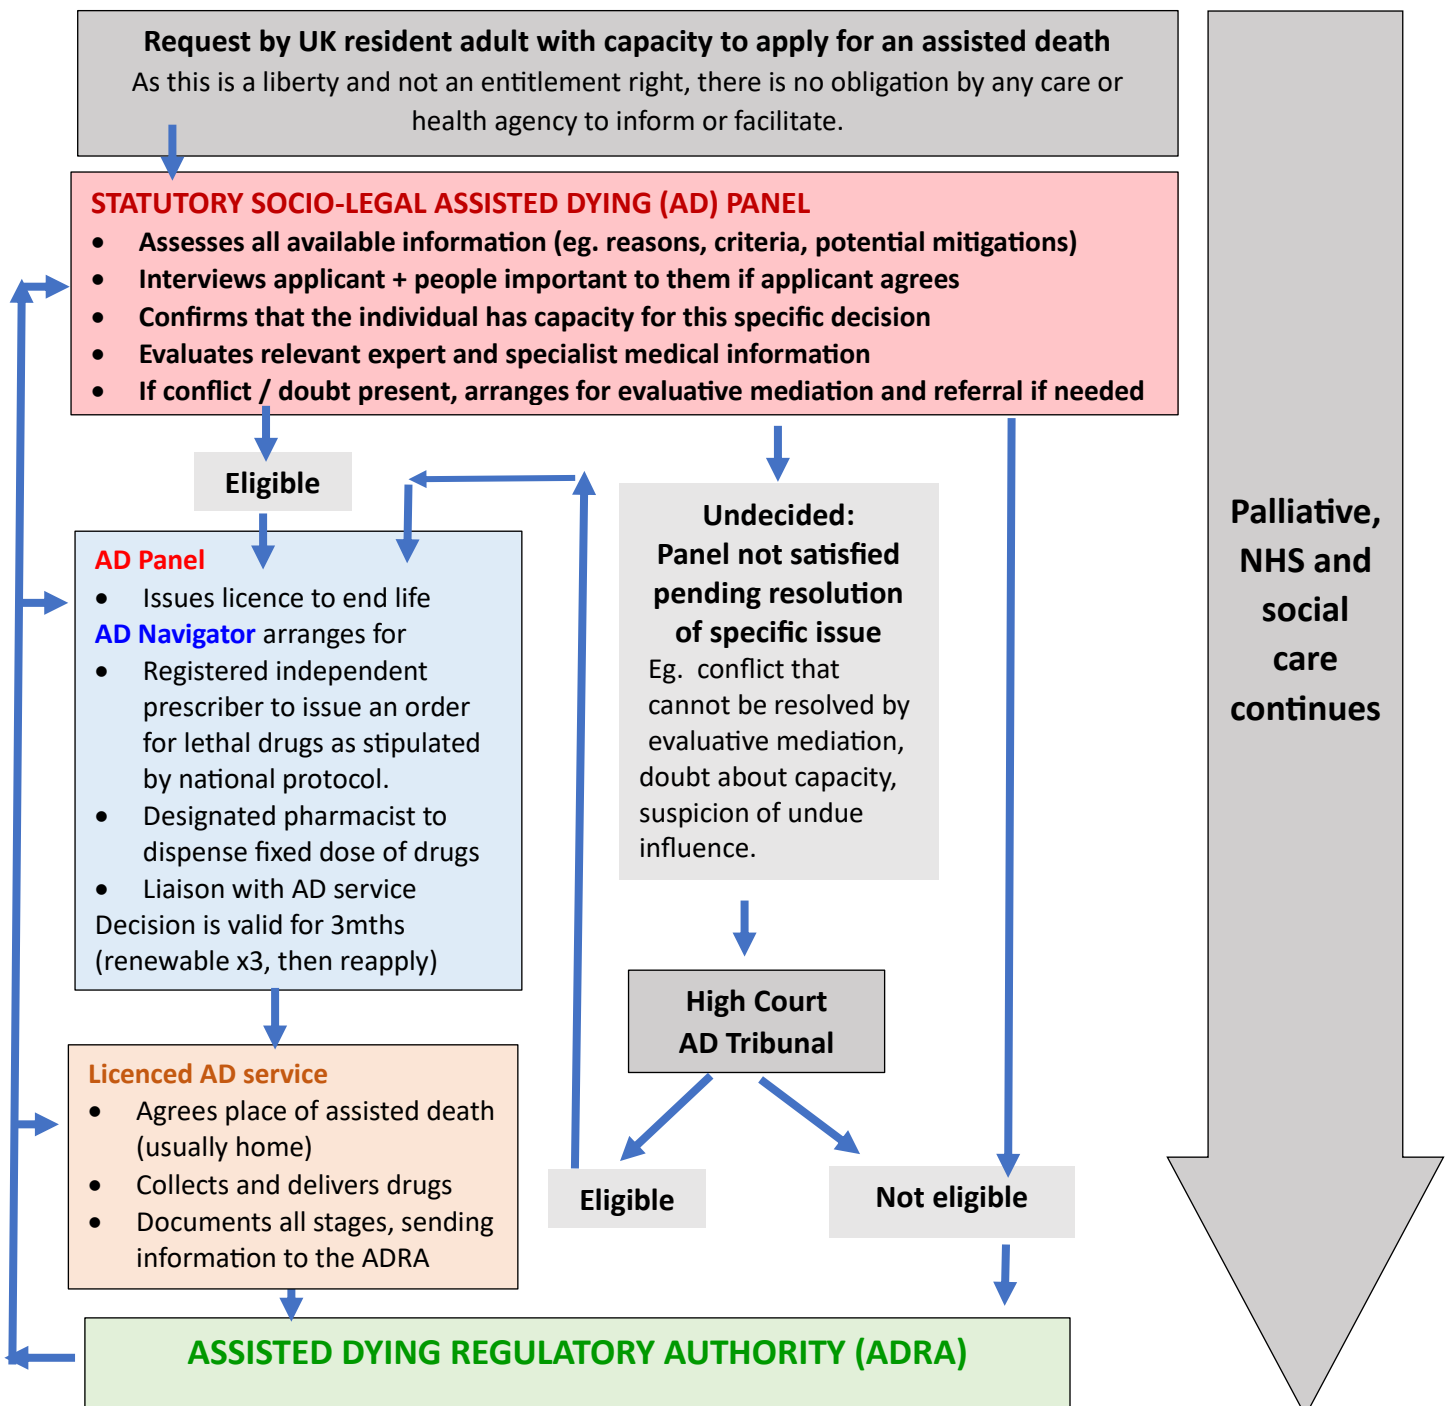 Request by UK resident adult with capacity to apply for an assisted death
As this is a liberty and not an entitlement right, there is no obligation by any care or
health agency to inform or facilitate.
STATUTORY SOCIO-LEGAL ASSISTED DYING (AD) PANEL
• Assesses all available information (eg. reasons, criteria, potential mitigations)
• Interviews applicant + people important to them if applicant agrees
• Confirms that the individual has capacity for this specific decision
• Evaluates relevant expert and specialist medical information
• If conflict / doubt present, arranges for evaluative mediation and referral if needed
Eligible
AD Panel
• Issues licence to end life
AD Navigator arranges for
• Registered independent
prescriber to issue an order
for lethal drugs as stipulated
by national protocol.
• Designated pharmacist to
dispense fixed dose of drugs
• Liaison with AD service
Decision is valid for 3mths
(renewable x3, then reapply)
Undecided:
Panel not satisfied
pending resolution
of specific issue
Eg. conflict that
cannot be resolved by
evaluative mediation,
doubt about capacity,
suspicion of undue
influence.
High Court
AD Tribunal
Eligible
Not eligible
Licenced AD service
• Agrees place of assisted death
(usually home)
• Collects and delivers drugs
• Documents all stages, sending
information to the ADRA
ASSISTED DYING REGULATORY AUTHORITY (ADRA)
Palliative,
NHS and
social
care
continues